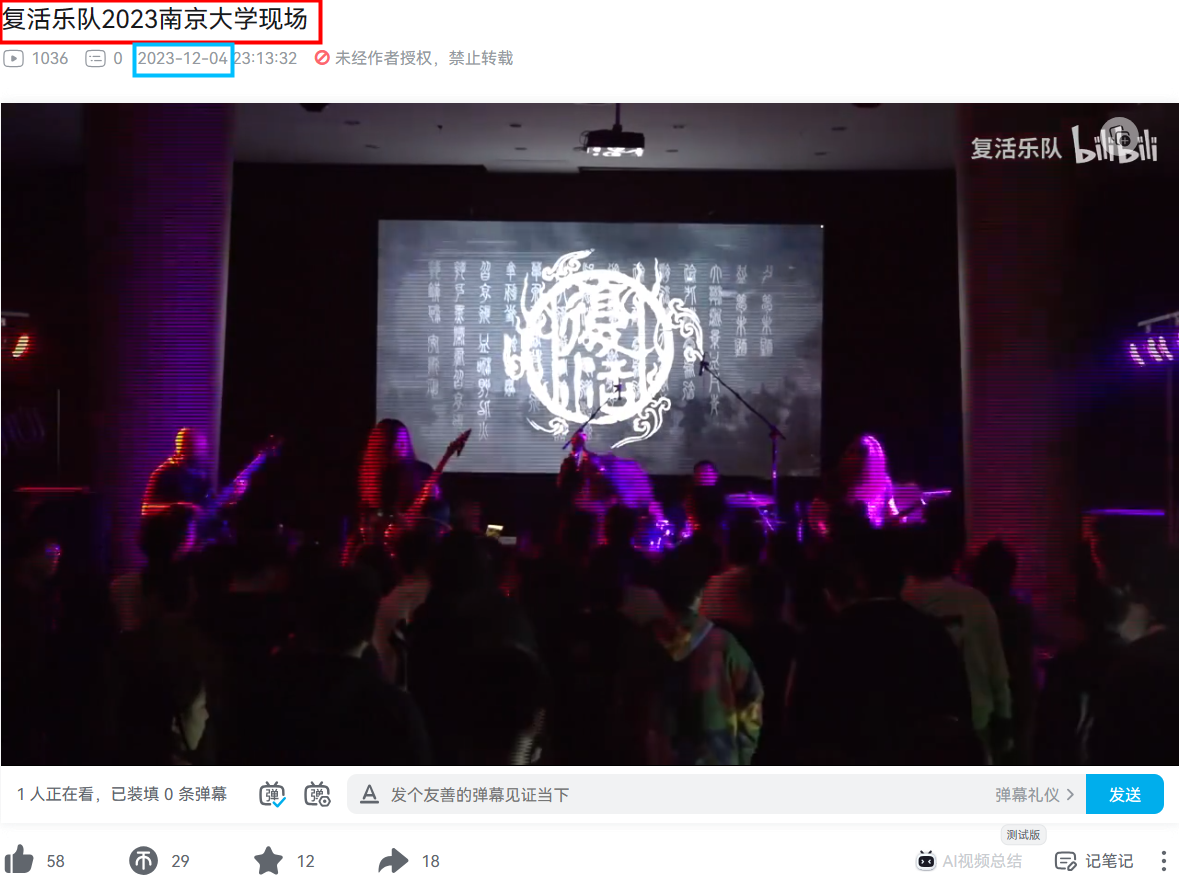 复活乐队2023南京大学现场
1036 0 2023-12-04 23:13:32 未经作者授权，禁止转载
复活乐队 bilibili
復活
1 人正在看，已装填 0 条弹幕 弹 弹 A 发个友善的弹幕见证当下 弹幕礼仪 发送
测试版
58 29 12 18 AI视频总结 记笔记